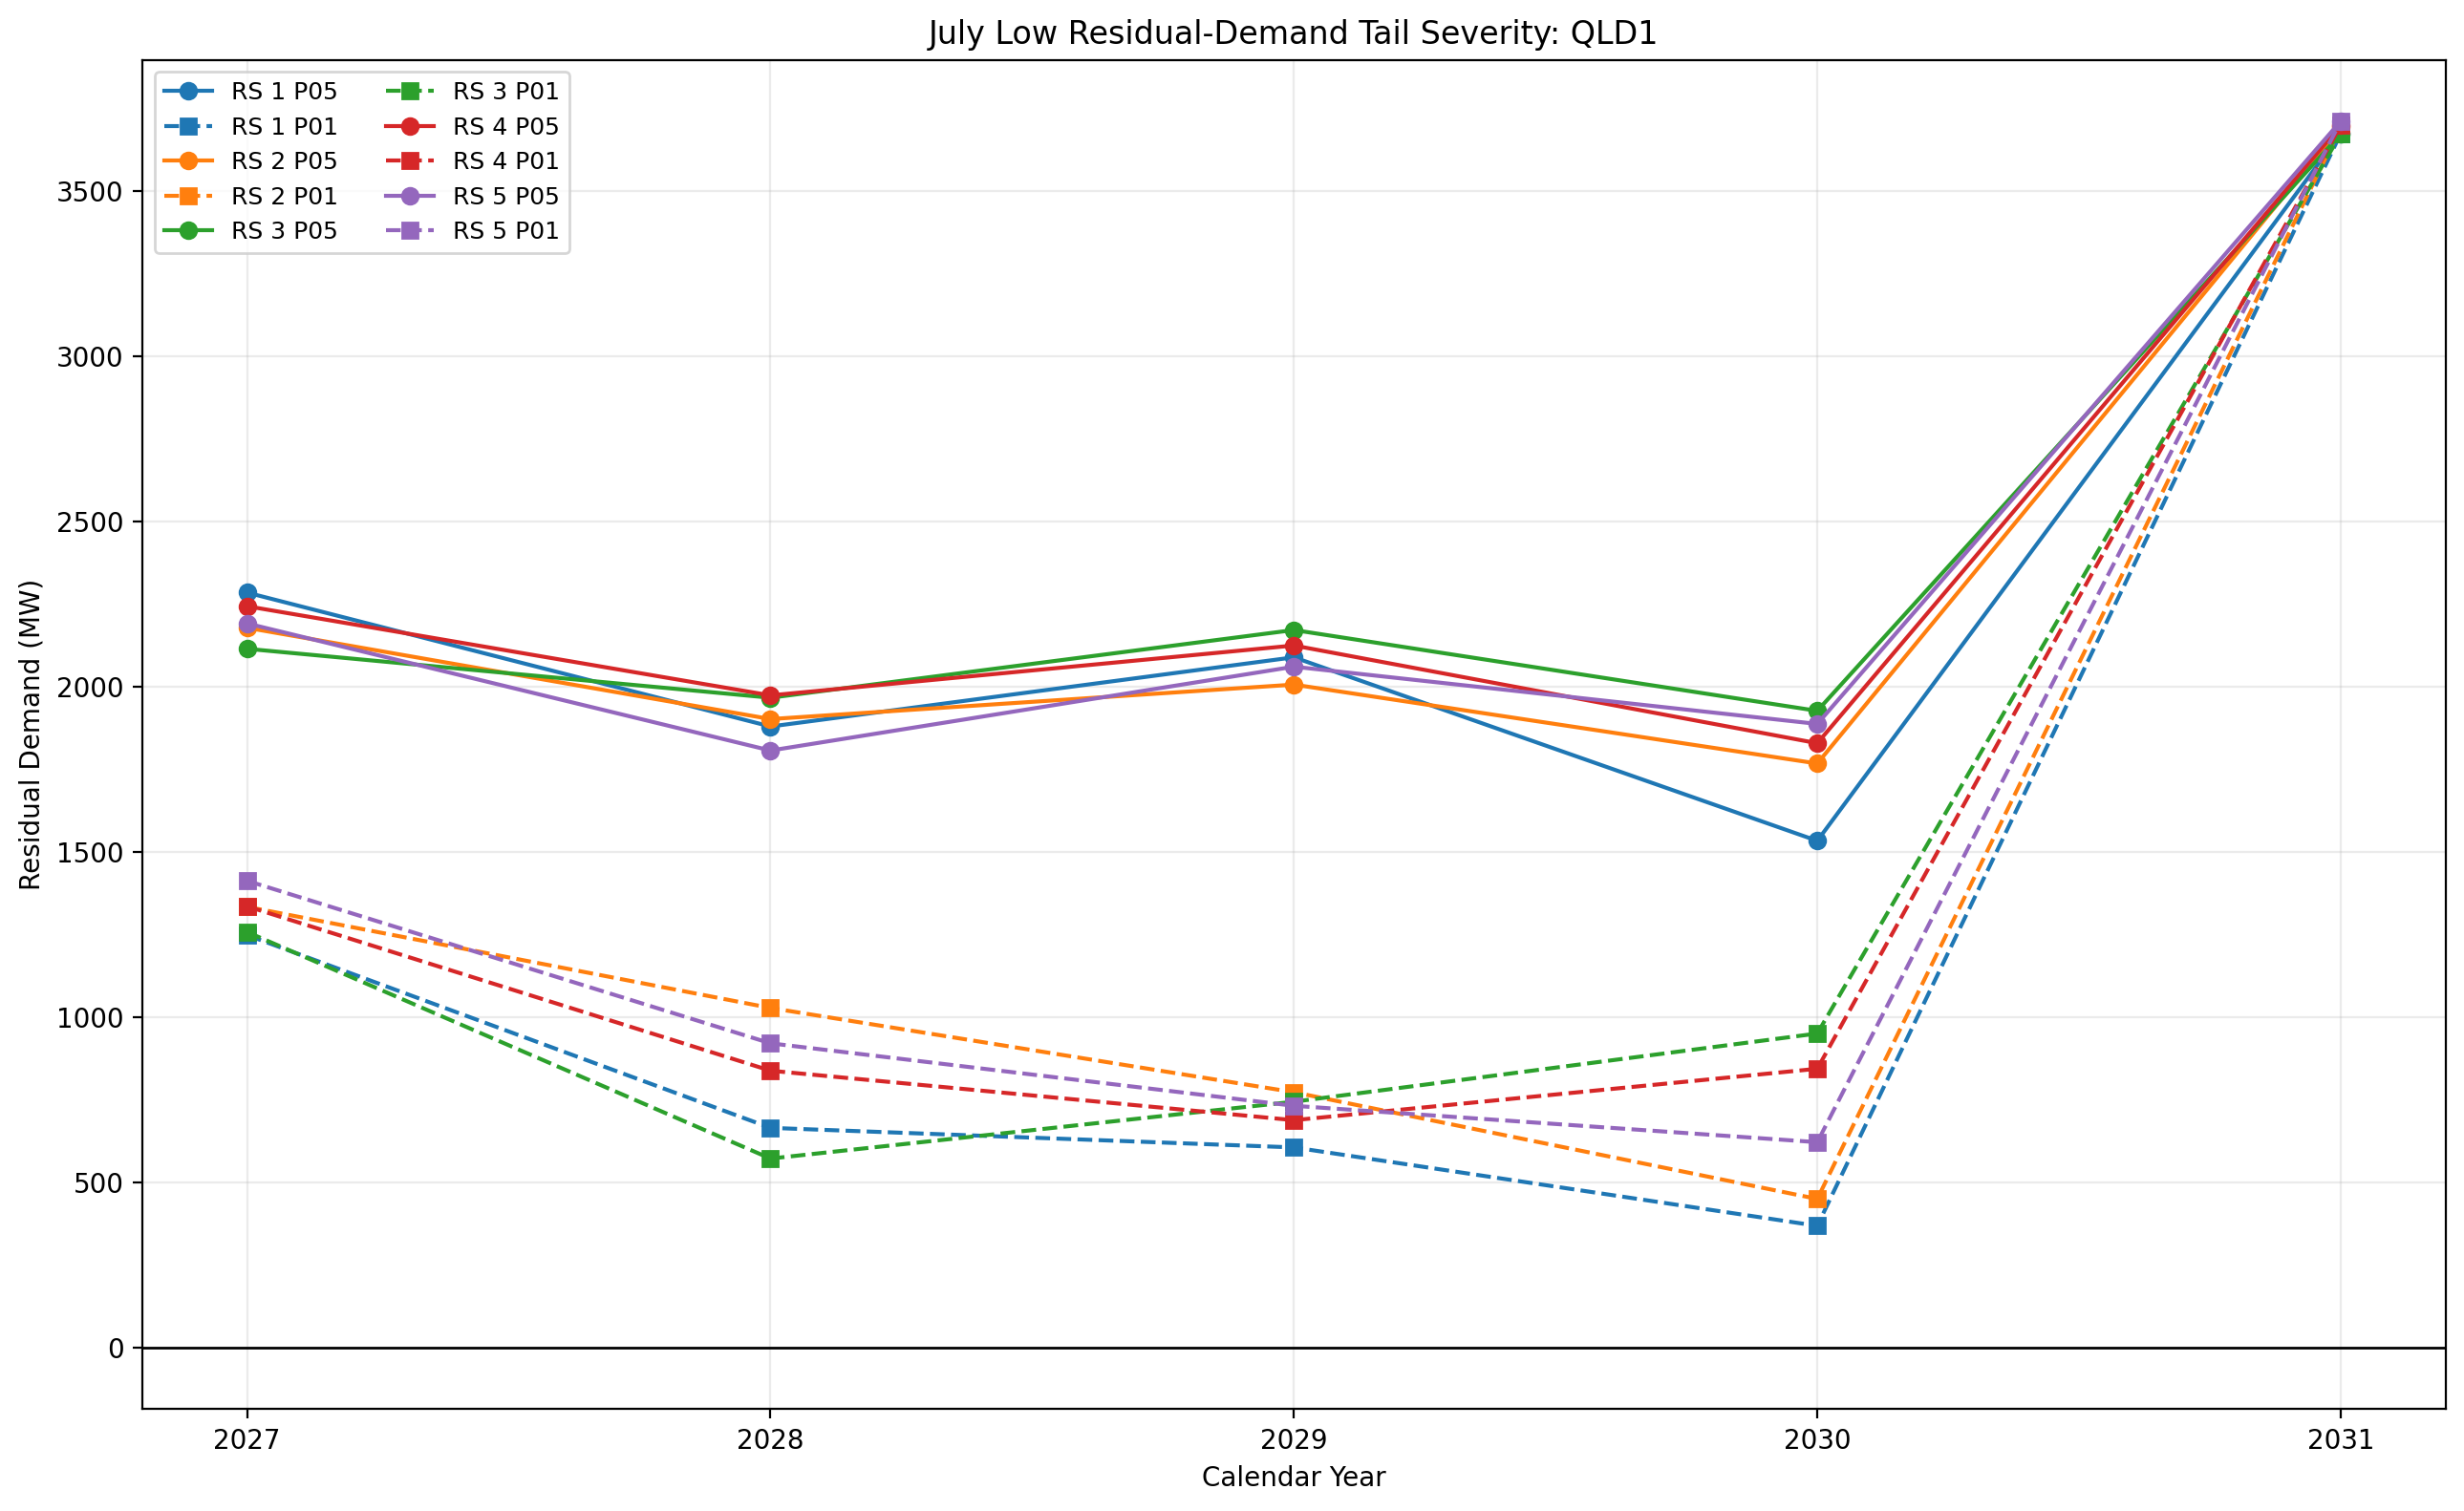 July Low Residual-Demand Tail Severity: QLD1
RS 1 P05
RS 1 P01
RS 2 P05
RS 2 P01
RS 3 P05
RS 3 P01
RS 4 P05
RS 4 P01
RS 5 P05
RS 5 P01
Residual Demand (MW)
3500
3000
2500
2000
1500
1000
500
0
2027 2028 2029 2030 2031
Calendar Year